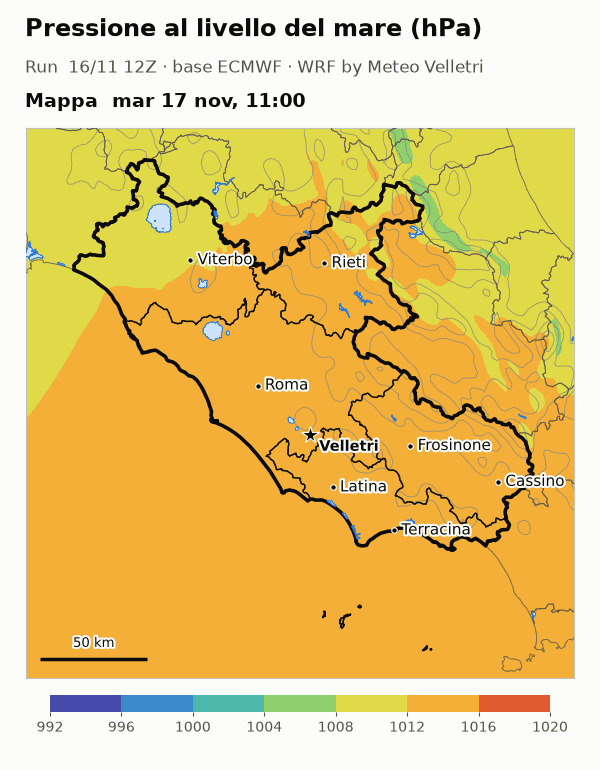 Pressione al livello del mare (hPa)
Run 16/11 12Z · base ECMWF · WRF by Meteo Velletri
Mappa mar 17 nov, 11:00
Viterbo
Rieti
Roma
Velletri
Frosinone
Latina
Cassino
Terracina
50 km
992 996 1000 1004 1008 1012 1016 1020